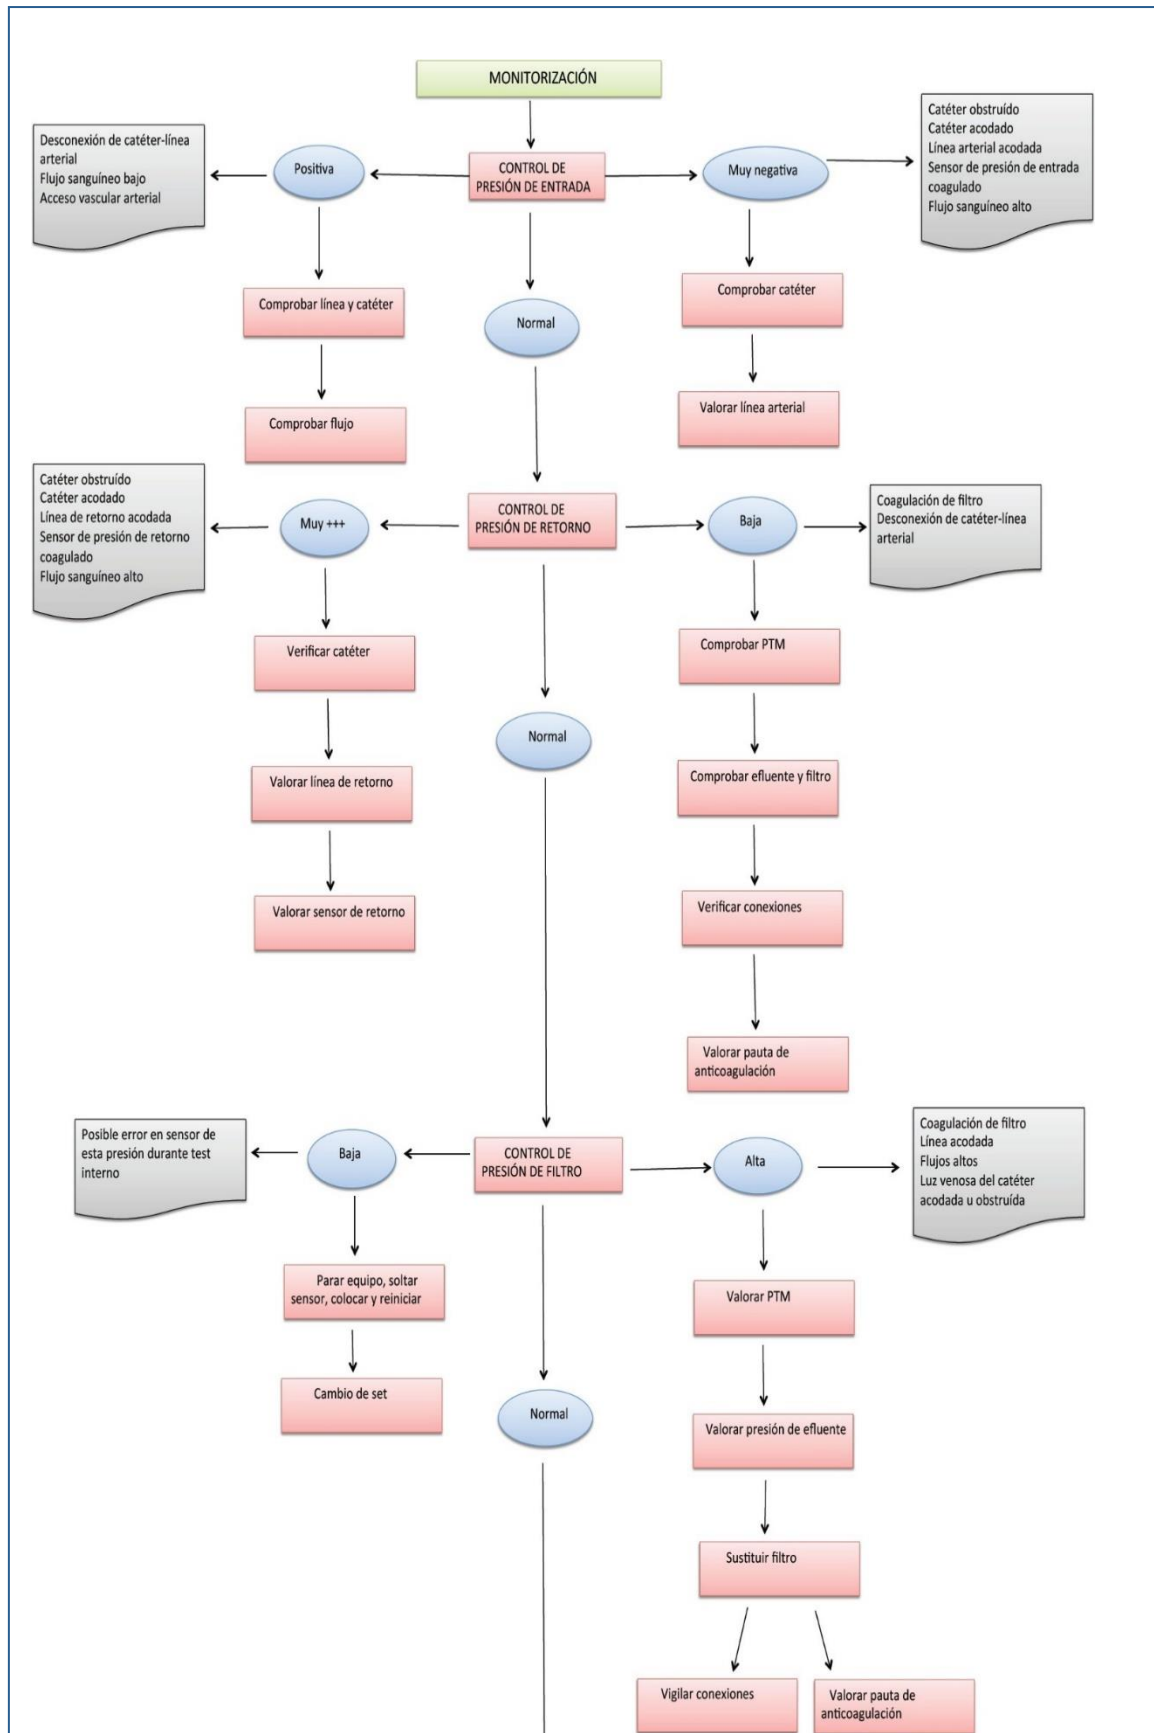 MONITORIZACIÓN
Desconexión de catéter-línea
arterial
Flujo sanguíneo bajo
Acceso vascular arterial
Positiva
CONTROL DE
PRESIÓN DE ENTRADA
Muy negativa
Catéter obstruído
Catéter acodado
Línea arterial acodada
Sensor de presión de entrada
coagulado
Flujo sanguíneo alto
Comprobar línea y catéter
Normal
Comprobar catéter
Comprobar flujo
Valorar línea arterial
Catéter obstruído
Catéter acodado
Línea de retorno acodada
Sensor de presión de retorno
coagulado
Flujo sanguíneo alto
Muy +++
CONTROL DE
PRESIÓN DE RETORNO
Baja
Coagulación de filtro
Desconexión de catéter-línea
arterial
Verificar catéter
Comprobar PTM
Normal
Valorar línea de retorno
Comprobar efluente y filtro
Valorar sensor de retorno
Verificar conexiones
Valorar pauta de
anticoagulación
Posible error en sensor de
esta presión durante test
interno
Baja
CONTROL DE
PRESIÓN DE FILTRO
Alta
Coagulación de filtro
Línea acodada
Flujos altos
Luz venosa del catéter
acodada u obstruída
Parar equipo, soltar
sensor, colocar y reiniciar
Valorar PTM
Cambio de set
Normal
Valorar presión de efluente
Sustituir filtro
Vigilar conexiones
Valorar pauta de
anticoagulación